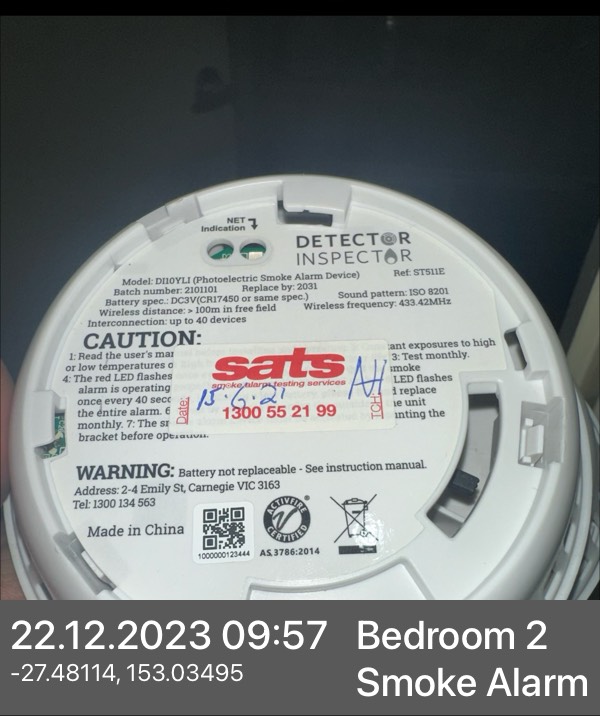 NET
Indication
DETECTOR
INSPECTOR
Model: DI10YLI (Photoelectric Smoke Alarm Device) Ref: ST511E
Batch number: 2101101 Replace by: 2031
Battery spec.: DC3V(CR17450 or same spec.) Sound pattern: ISO 8201
Wireless distance: > 100m in free field Wireless frequency: 433.42MHz
Interconnection: up to 40 devices
CAUTION:
1: Read the user's ant exposures to high
or low temperatures 3: Test monthly.
4: The red LED flashes moke
alarm is operating LED flashes
once every 40 replace
the entire alarm. 6 unit
monthly. 7: The nting the
bracket before
sats
smoke alarm testing services
Date: 15.6.21 AH
1300 55 21 99
TCH
WARNING: Battery not replaceable - See instruction manual.
Address: 2-4 Emily St, Carnegie VIC 3163
Tel: 1300 134 563
Made in China
1000000123444
ACTIVFIRE
CERTIFIED
®
AS.3786:2014
22.12.2023 09:57 Bedroom 2
-27.48114, 153.03495 Smoke Alarm